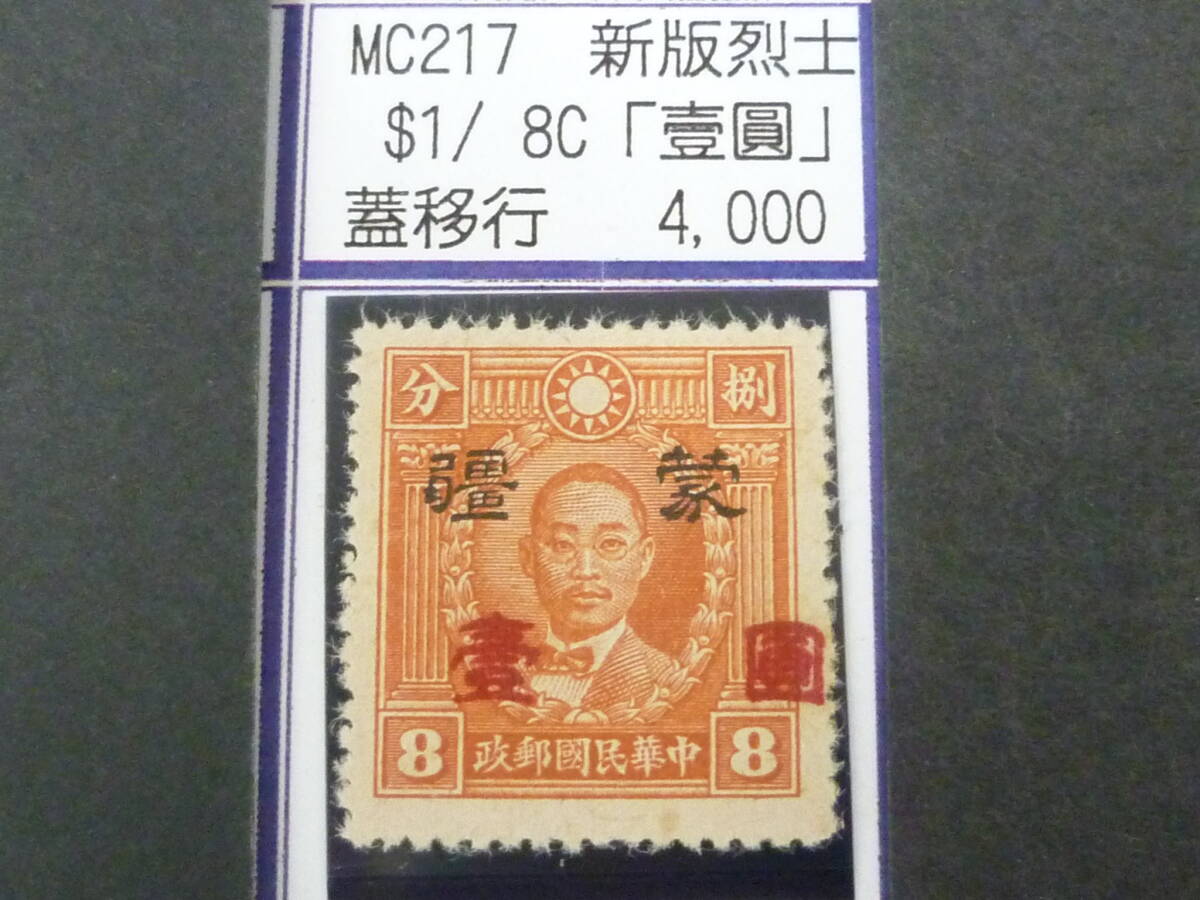 MC217 新版烈士
$1/ 8C「壹圓」
蓋移行 4,000
分 捌
疆 蒙
壹 圓
8 政郵國民華中 8